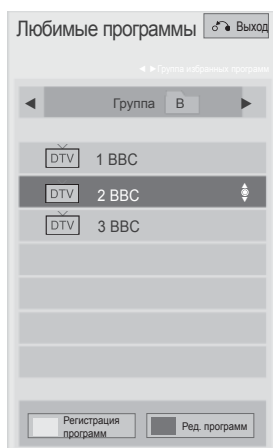 Любимые программы
Выход
◄ ►Группа избранных программ
◄ Группа B ►
DTV 1 BBC
DTV 2 BBC
DTV 3 BBC
Регистрация
программ
Ред. программ